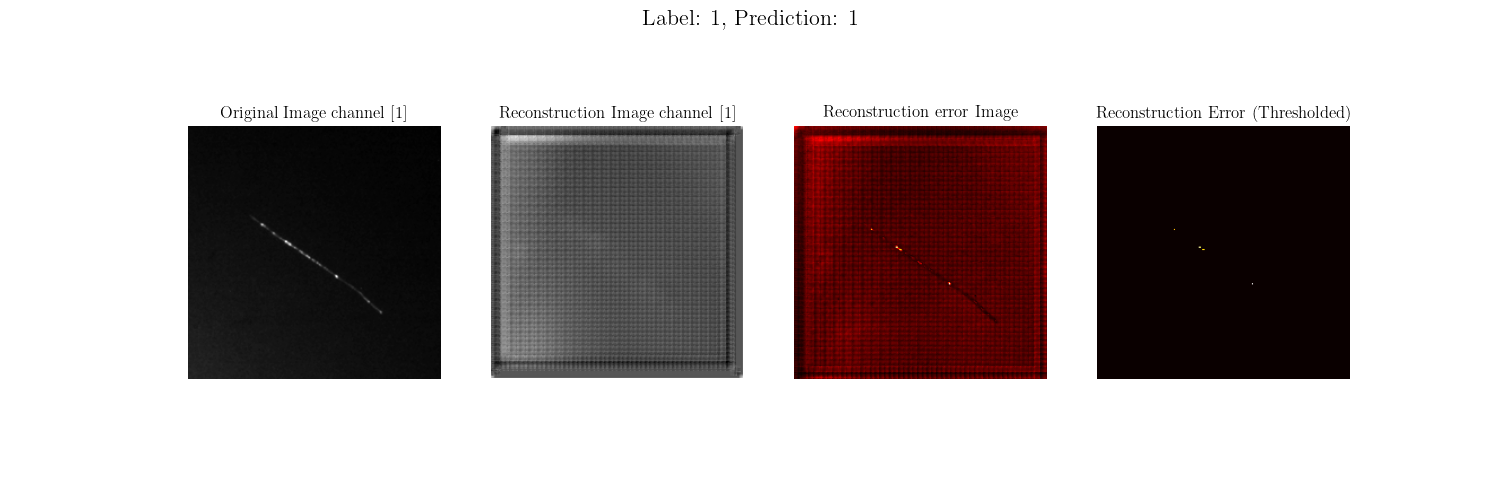 Label: 1, Prediction: 1
Original Image channel [1]
Reconstruction Image channel [1]
Reconstruction error Image
Reconstruction Error (Thresholded)